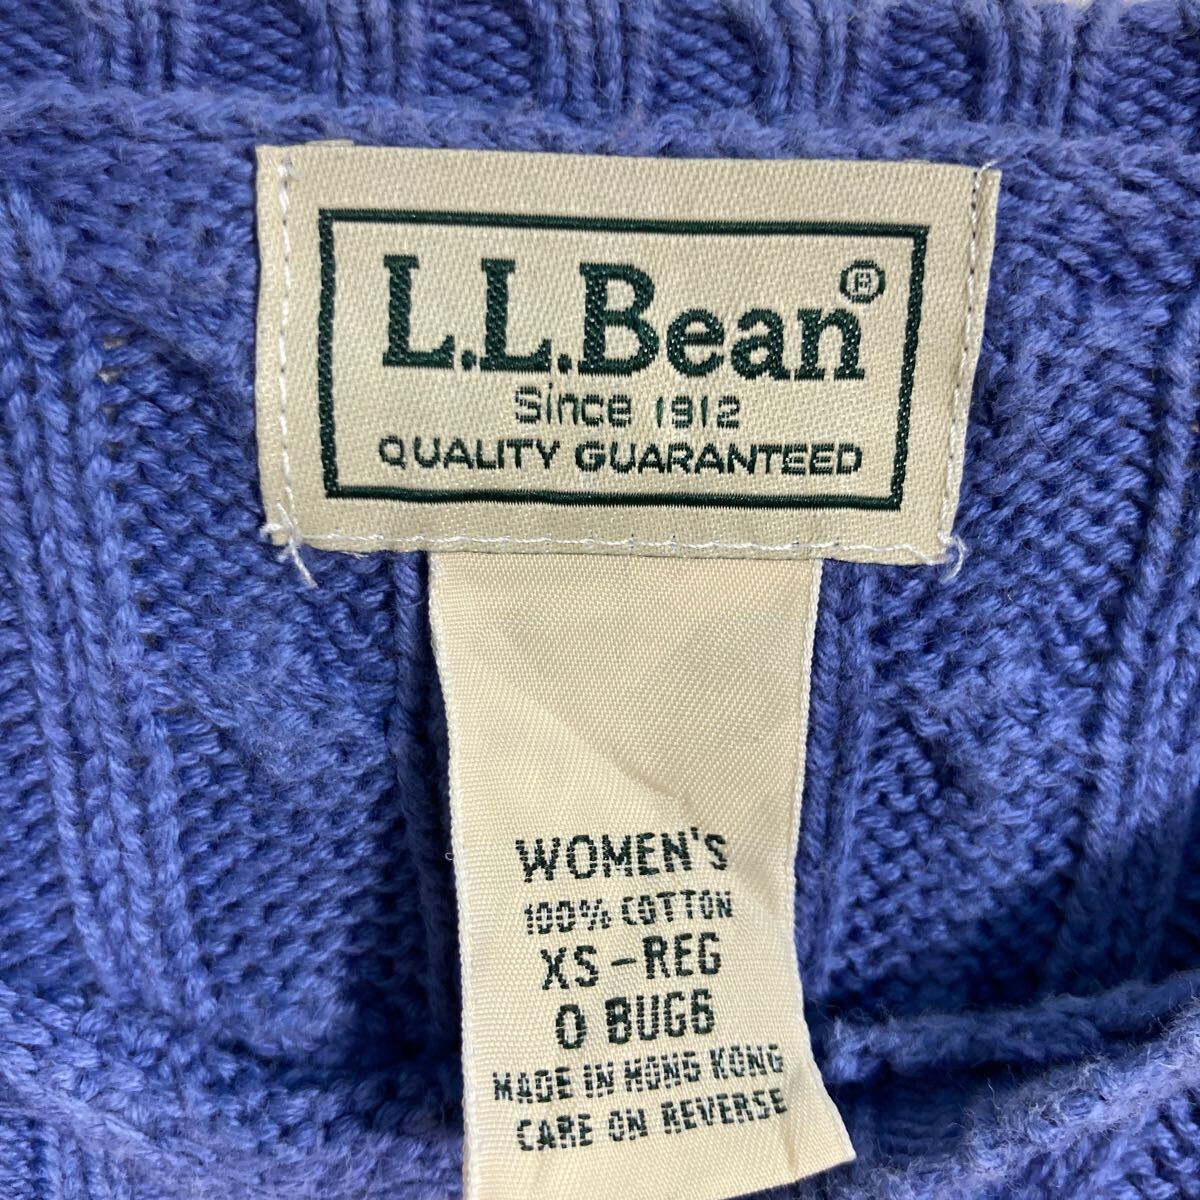 L.L.Bean®
Since 1912
QUALITY GUARANTEED
WOMEN'S
100% COTTON
XS-REG
0 BUG6
MADE IN HONG KONG
CARE ON REVERSE